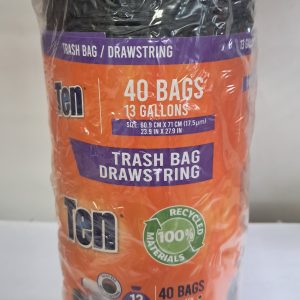 TRASH BAG / DRAWSTRING
Ten
40 BAGS
13 GALLONS
SIZE: 60.9 CM X 71 CM (17.5µm)
23.9 IN X 27.9 IN
TRASH BAG
DRAWSTRING
Ten
RECYCLED
100%
MATERIALS
40 BAGS
13